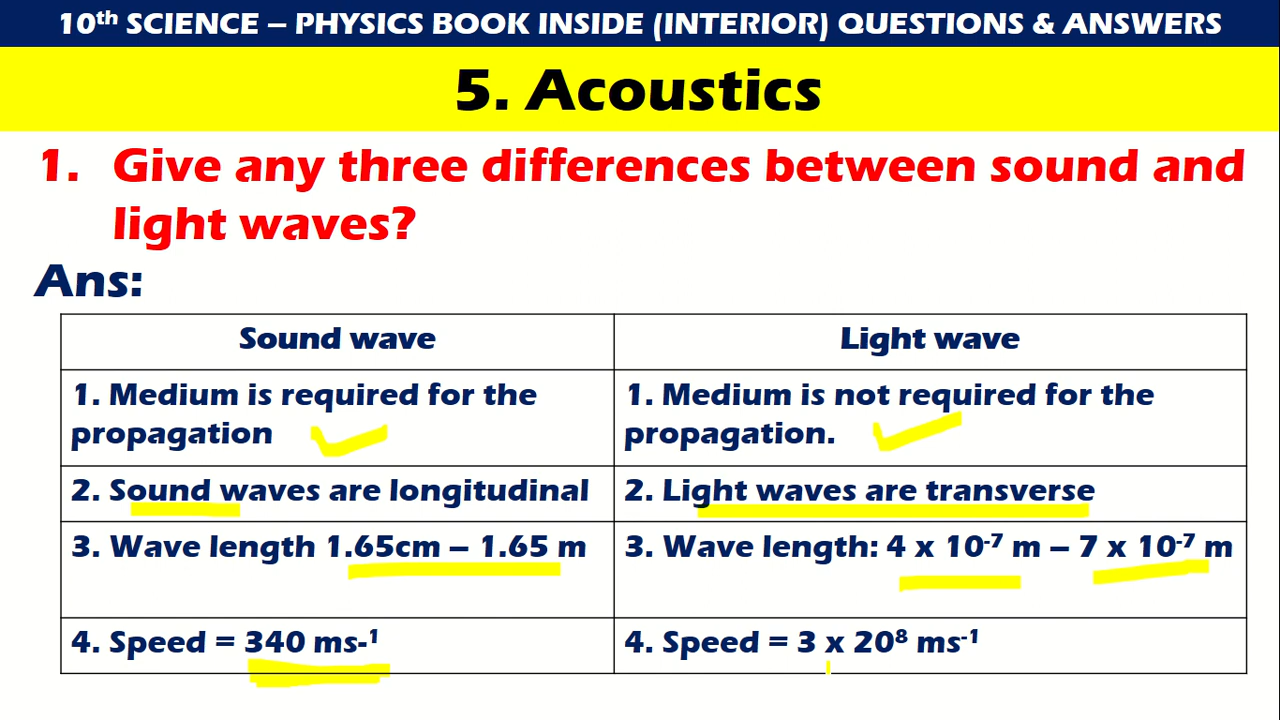 10th SCIENCE – PHYSICS BOOK INSIDE (INTERIOR) QUESTIONS & ANSWERS
5. Acoustics
1. Give any three differences between sound and
light waves?
Ans:
Sound wave
Light wave
1. Medium is required for the
propagation
1. Medium is not required for the
propagation.
2. Sound waves are longitudinal
2. Light waves are transverse
3. Wave length 1.65cm – 1.65 m
3. Wave length: 4 x 10⁻⁷ m – 7 x 10⁻⁷ m
4. Speed = 340 ms-¹
4. Speed = 3 x 20⁸ ms⁻¹